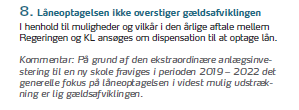 8. Låneoptagelsen ikke overstiger gældsafviklingen
I henhold til muligheder og vilkår i den årlige aftale mellem
Regeringen og KL ansøges om dispensation til at optage lån.
Kommentar: På grund af den ekstraordinære anlægsinve-
stering til en ny skole fraviges i perioden 2019 – 2022 det
generelle fokus på låneoptagelsen i videst mulig udstræk-
ning er lig gældsafviklingen.